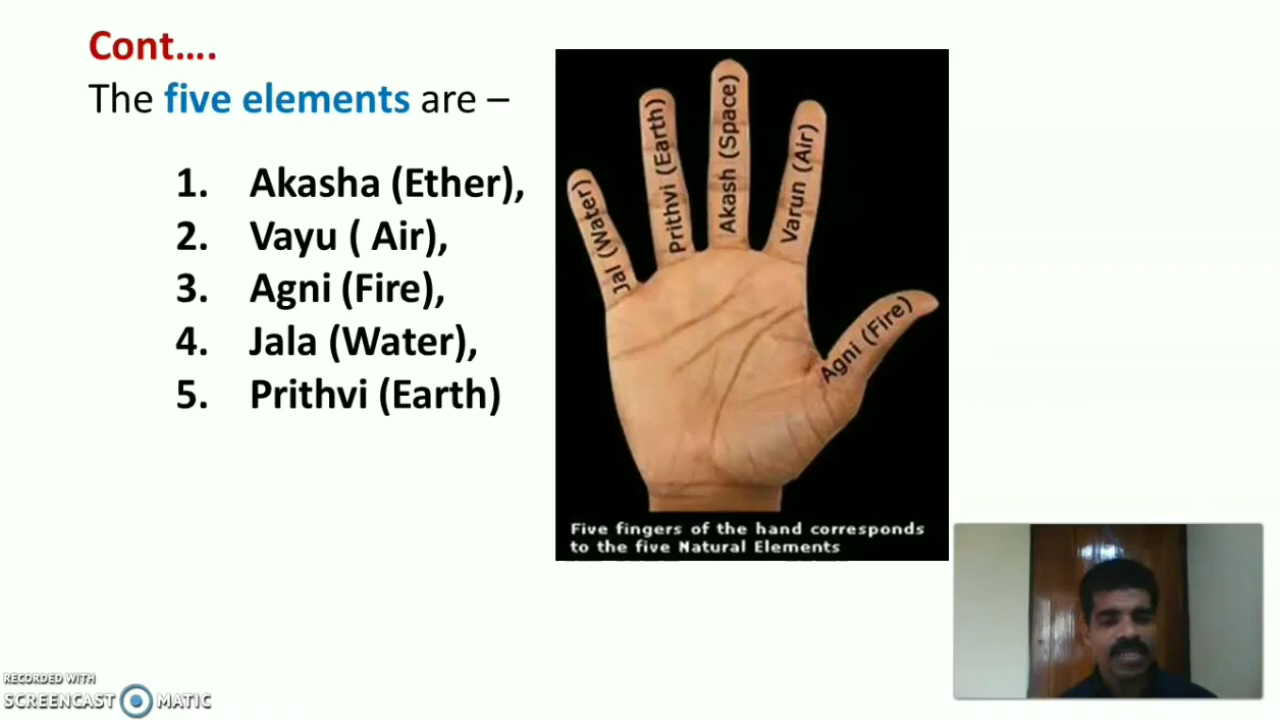 Cont....
The five elements are –
1. Akasha (Ether),
2. Vayu ( Air),
3. Agni (Fire),
4. Jala (Water),
5. Prithvi (Earth)
Jal (Water)
Prithvi (Earth)
Akash (Space)
Varun (Air)
Agni (Fire)
Five fingers of the hand corresponds
to the five Natural Elements
RECORDED WITH
SCREENCAST MATIC